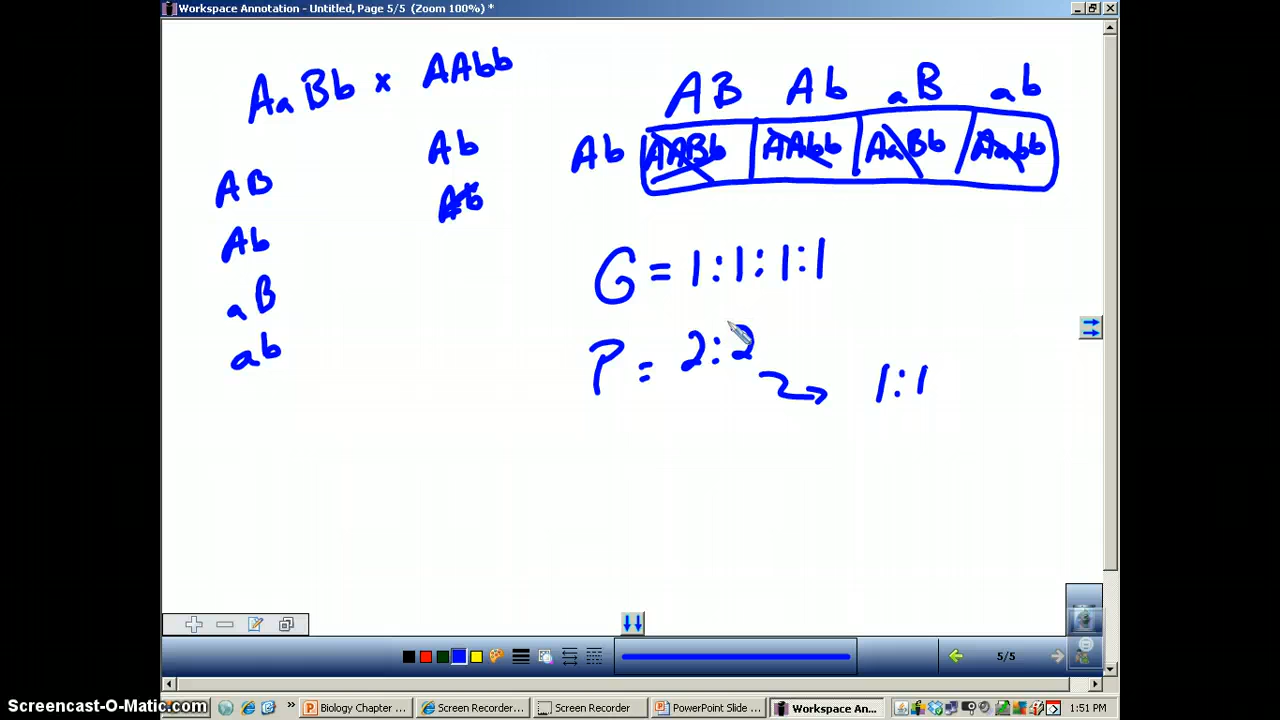 Workspace Annotation - Untitled, Page 5/5 (Zoom 100%) *
AaBb x AAbb
AB
Ab
aB
ab
Ab
Ab
AB Ab aB ab
Ab AABb AAbb AaBb Aabb
G = 1:1:1:1
P = 2:2
1:1
5/5
Screencast-O-Matic.com
Biology Chapter ...
Screen Recorder...
Screen Recorder
PowerPoint Slide ...
Workspace Ann...
1:51 PM